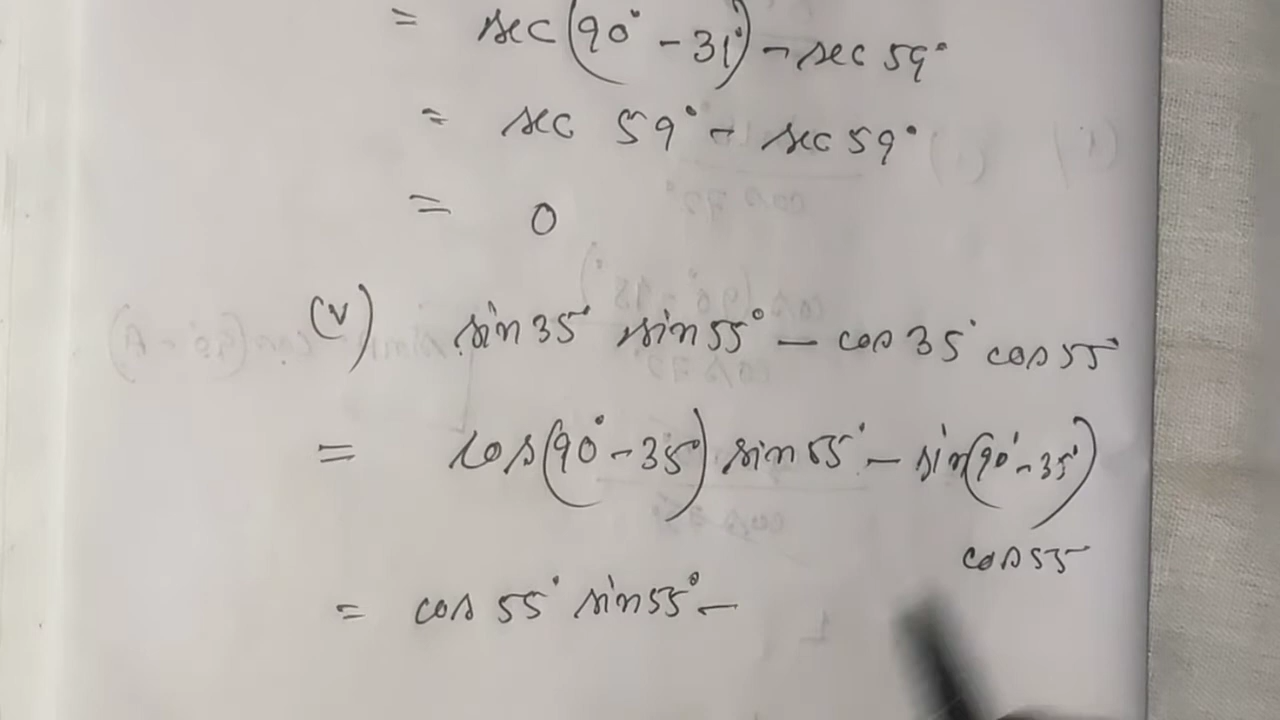 = sec(90° - 31°) - sec 59°
= sec 59° - sec 59°
= 0
(v) sin 35° sin 55° - cos 35° cos 55°
= cos(90° - 35°) sin 55° - sin(90° - 35°)
cos 55°
= cos 55° sin 55° -